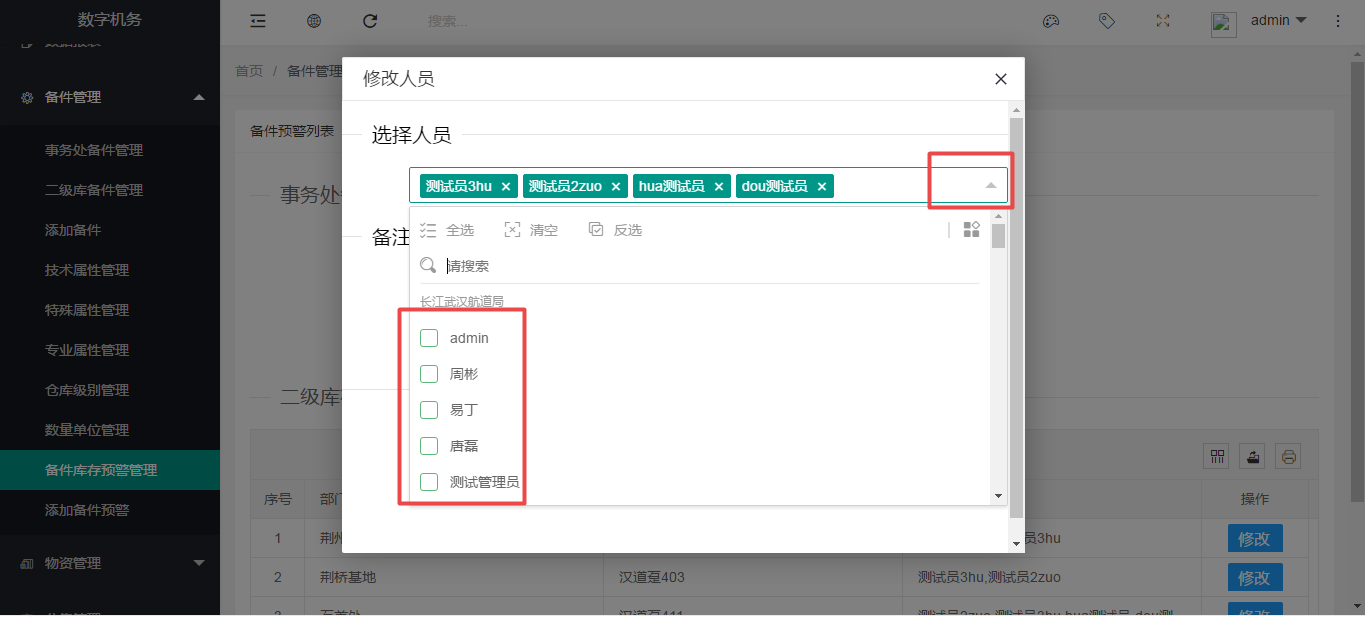 数字机务
搜索...
admin
备件管理
事务处备件管理
二级库备件管理
添加备件
技术属性管理
特殊属性管理
专业属性管理
仓库级别管理
数量单位管理
备件库存预警管理
添加备件预警
物资管理
首页 / 备件管理
备件预警列表
事务处
二级库
修改人员
选择人员
测试员3hu × 测试员2zuo × hua测试员 × dou测试员 ×
备注
全选 清空 反选
请搜索
长江武汉航道局
admin
周彬
易丁
唐磊
测试管理员
序号 部门 操作
1 荆州 员3hu 修改
2 荆桥基地 汉道趸403 测试员3hu,测试员2zuo 修改
3 石首处 汉道趸411 测试员2zuo,测试员3hu,hua测试员,dou测 修改